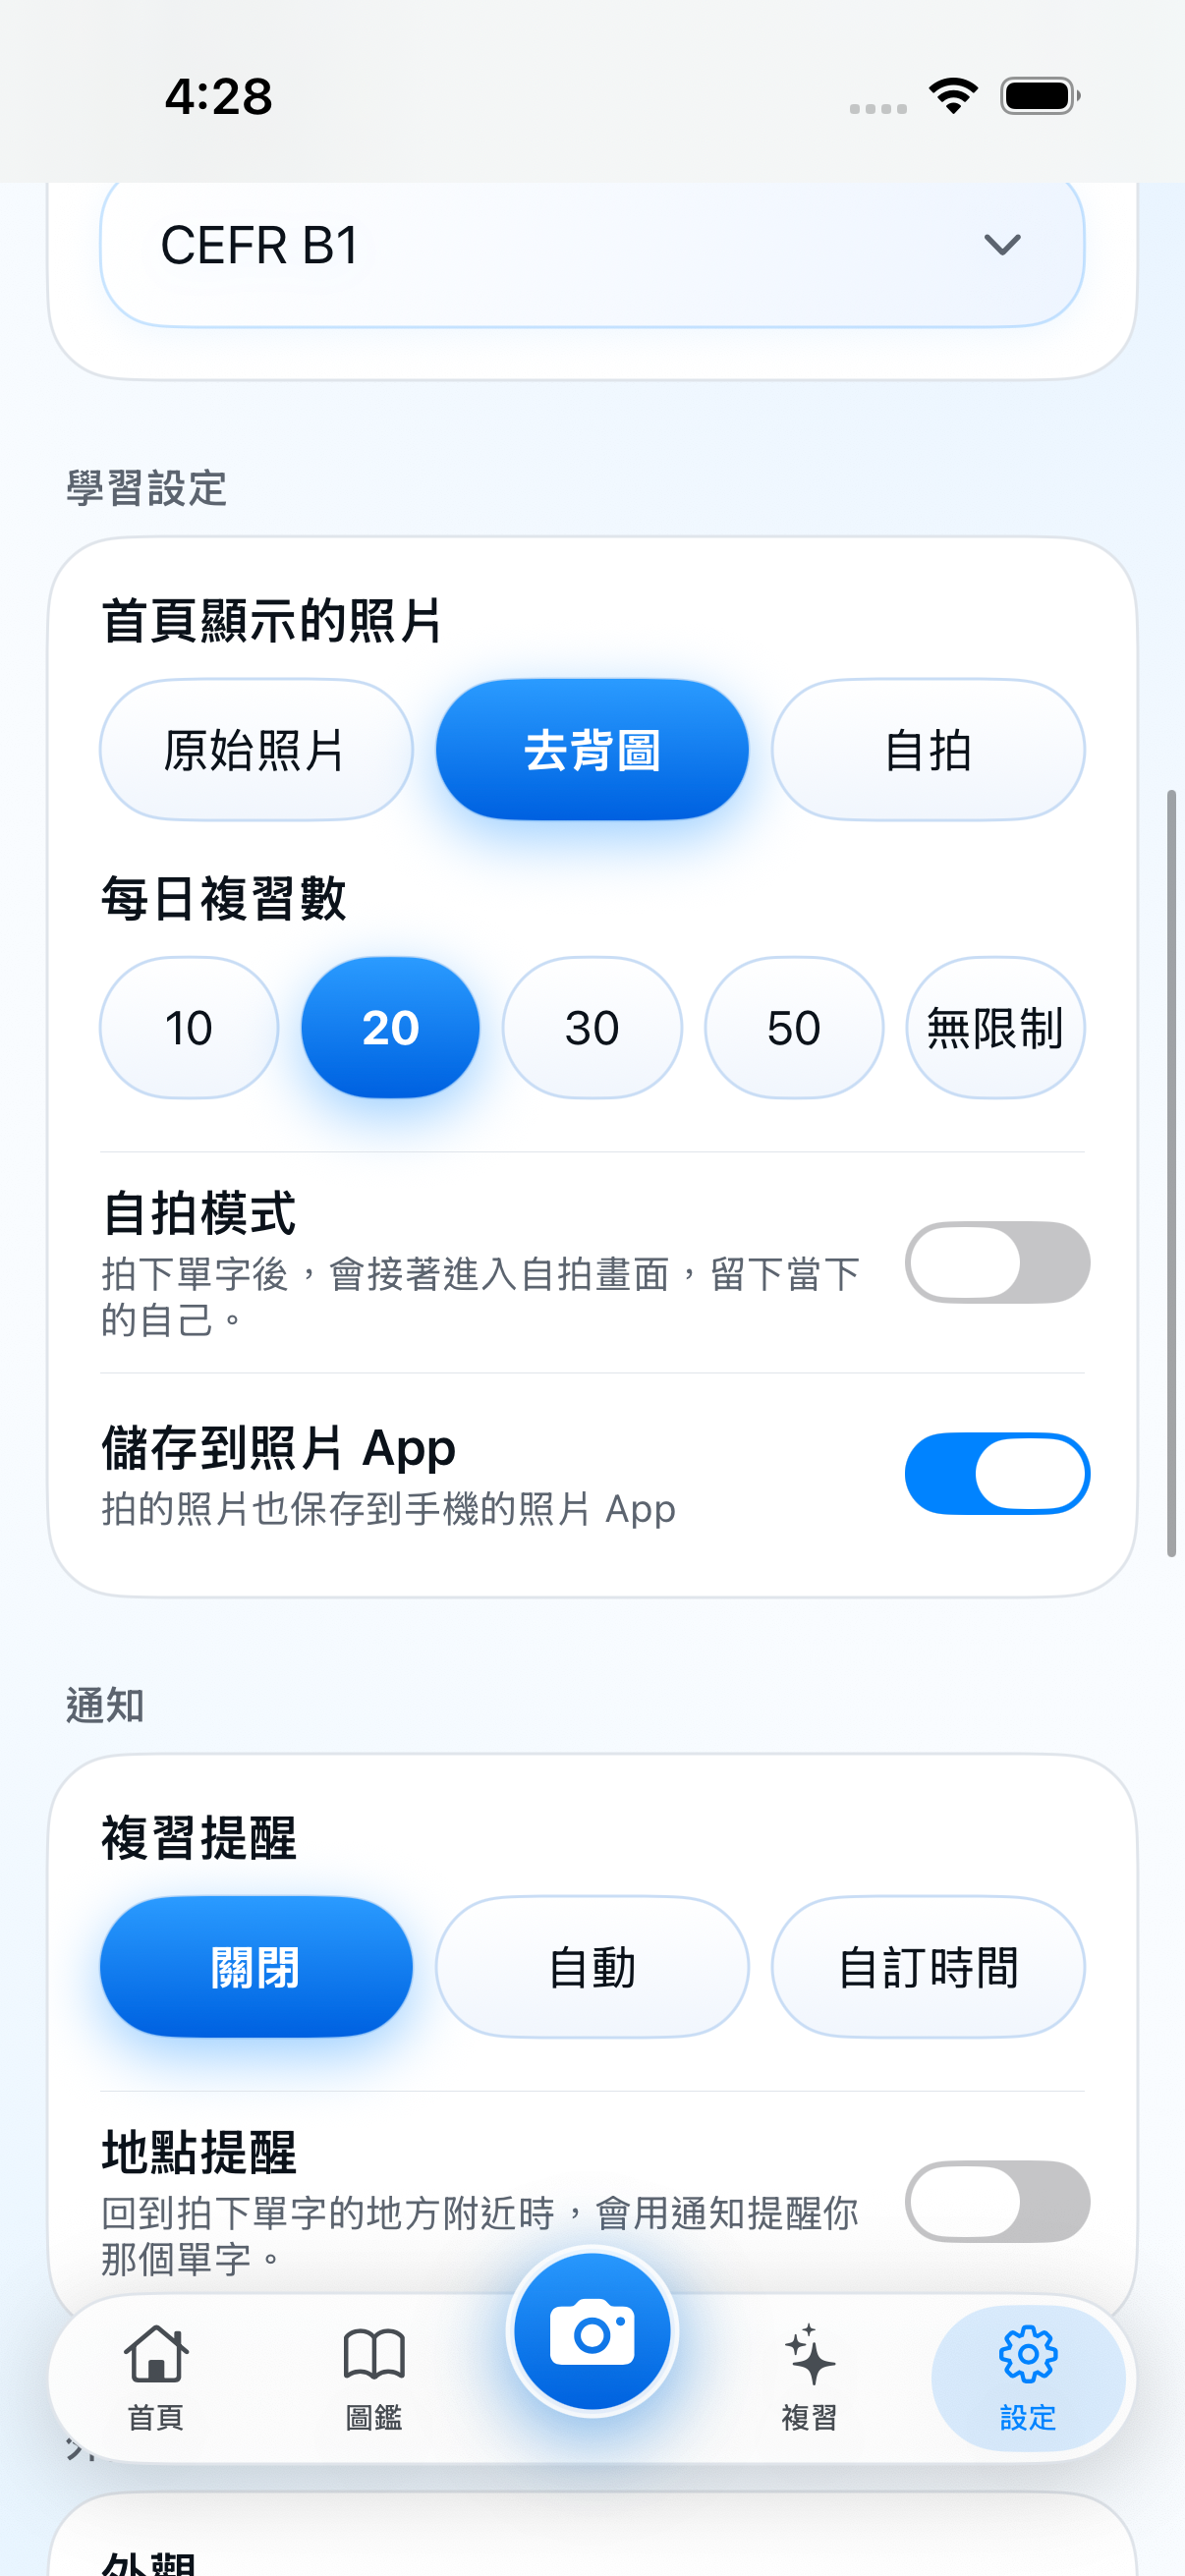 4:28
CEFR B1
學習設定
首頁顯示的照片
原始照片
去背圖
自拍
每日複習數
10
20
30
50
無限制
自拍模式
拍下單字後，會接著進入自拍畫面，留下當下
的自己。
儲存到照片 App
拍的照片也保存到手機的照片 App
通知
複習提醒
關閉
自動
自訂時間
地點提醒
回到拍下單字的地方附近時，會用通知提醒你
那個單字。
首頁
圖鑑
複習
設定
外觀